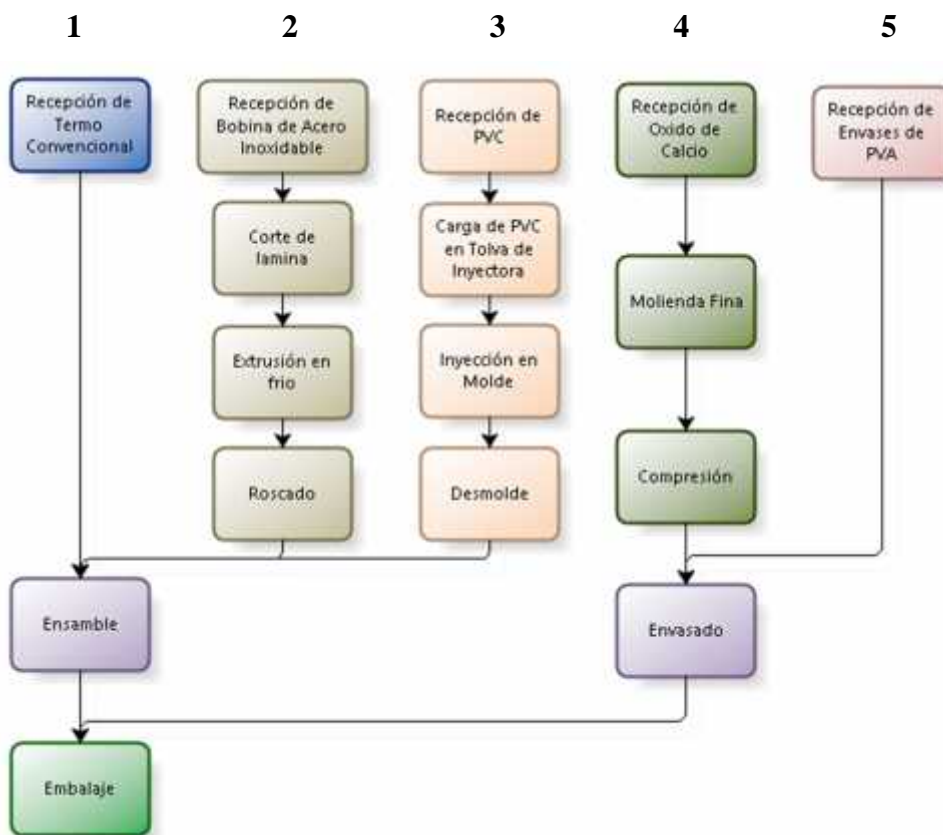 1
2
3
4
5
Recepción de
Termo
Convencional
Recepción de
Bobina de Acero
Inoxidable
Recepción de
PVC
Recepción de
Oxido de
Calcio
Recepción de
Envases de
PVA
Corte de
lamina
Carga de PVC
en Tolva de
Inyectora
Molienda Fina
Extrusión en
frio
Inyección en
Molde
Roscado
Desmolde
Compresión
Ensamble
Envasado
Embalaje